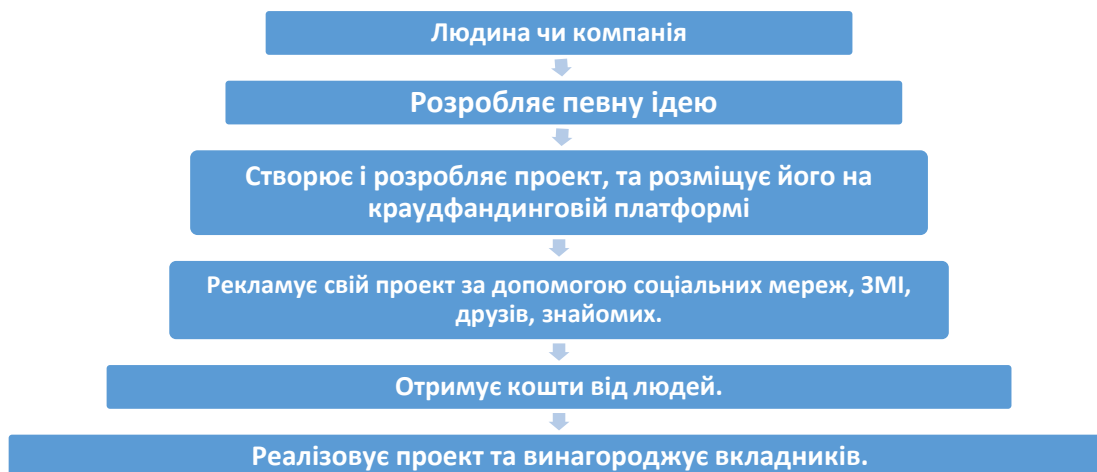 Людина чи компанія
Розробляє певну ідею
Створює і розробляє проект, та розміщує його на
краудфандинговій платформі
Рекламує свій проект за допомогою соціальних мереж, ЗМІ,
друзів, знайомих.
Отримує кошти від людей.
Реалізовує проект та винагороджує вкладників.